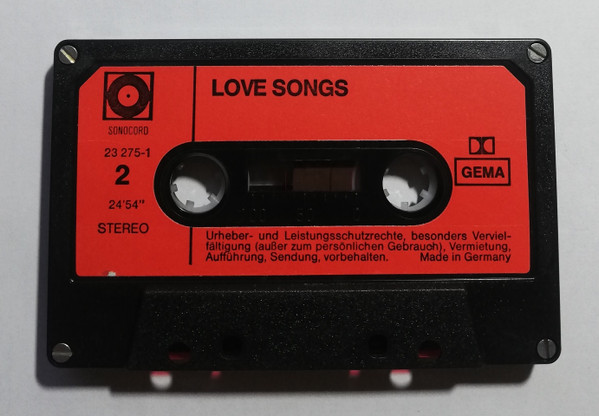 LOVE SONGS
SONOCORD
23 275-1
2
24'54"
STEREO
GEMA
Urheber- und Leistungsschutzrechte, besonders Verviel-
fältigung (außer zum persönlichen Gebrauch), Vermietung,
Aufführung, Sendung, vorbehalten. Made in Germany